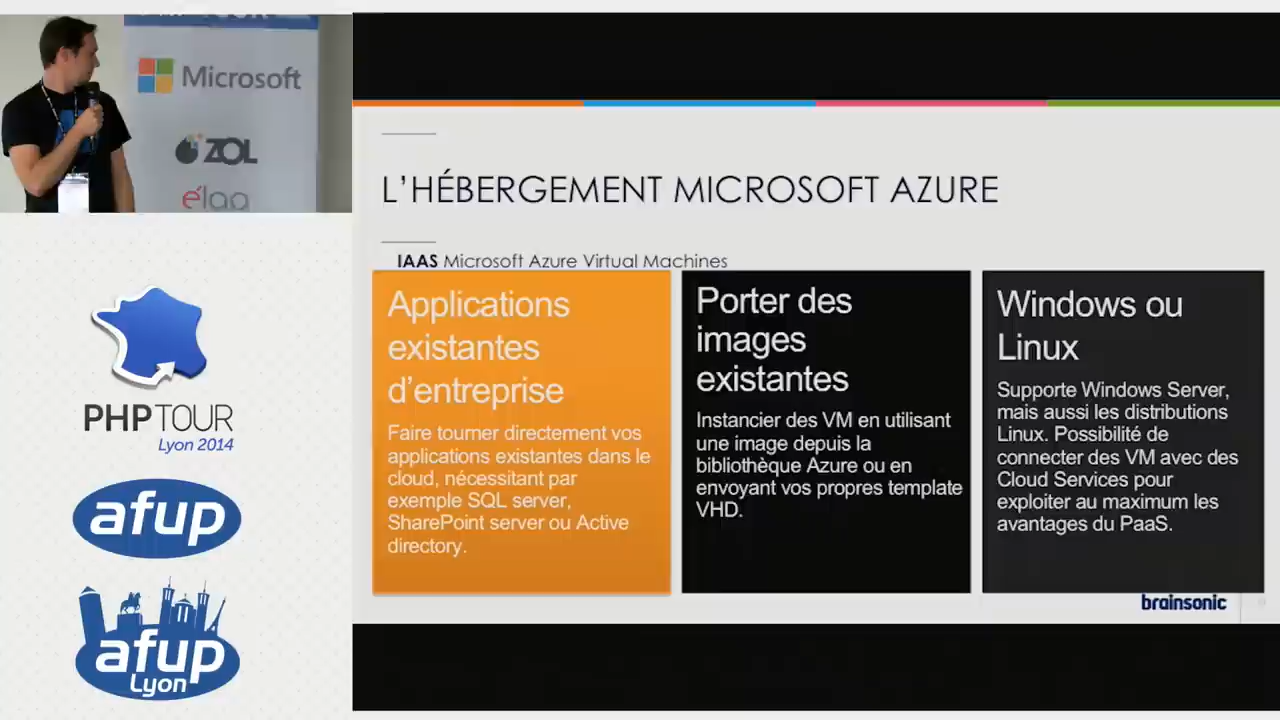 Microsoft
ZOL
élaa
PHP TOUR
Lyon 2014
afup
afup
Lyon
L'HÉBERGEMENT MICROSOFT AZURE
IAAS Microsoft Azure Virtual Machines
Applications
existantes
d'entreprise
Faire tourner directement vos
applications existantes dans le
cloud, nécessitant par
exemple SQL server,
SharePoint server ou Active
directory.
Porter des
images
existantes
Instancier des VM en utilisant
une image depuis la
bibliothèque Azure ou en
envoyant vos propres template
VHD.
Windows ou
Linux
Supporte Windows Server,
mais aussi les distributions
Linux. Possibilité de
connecter des VM avec des
Cloud Services pour
exploiter au maximum les
avantages du PaaS.
brainsonic